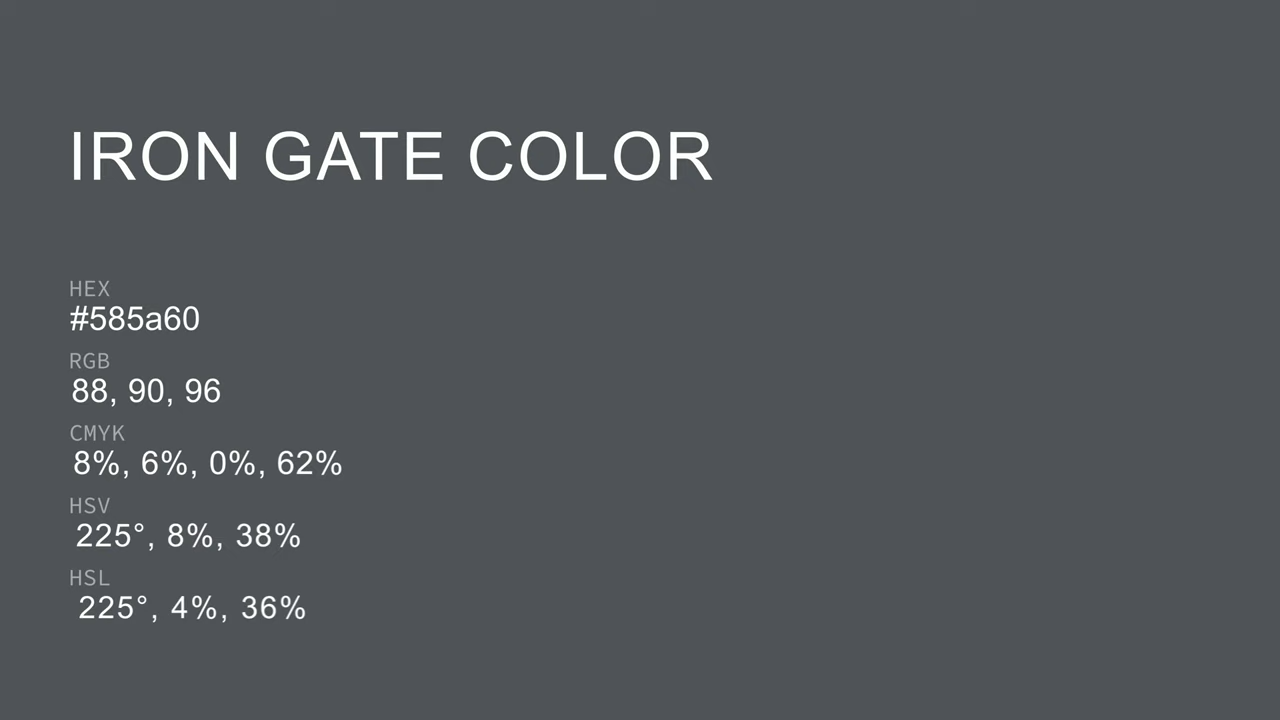 IRON GATE COLOR
HEX
#585a60
RGB
88, 90, 96
CMYK
8%, 6%, 0%, 62%
HSV
225°, 8%, 38%
HSL
225°, 4%, 36%